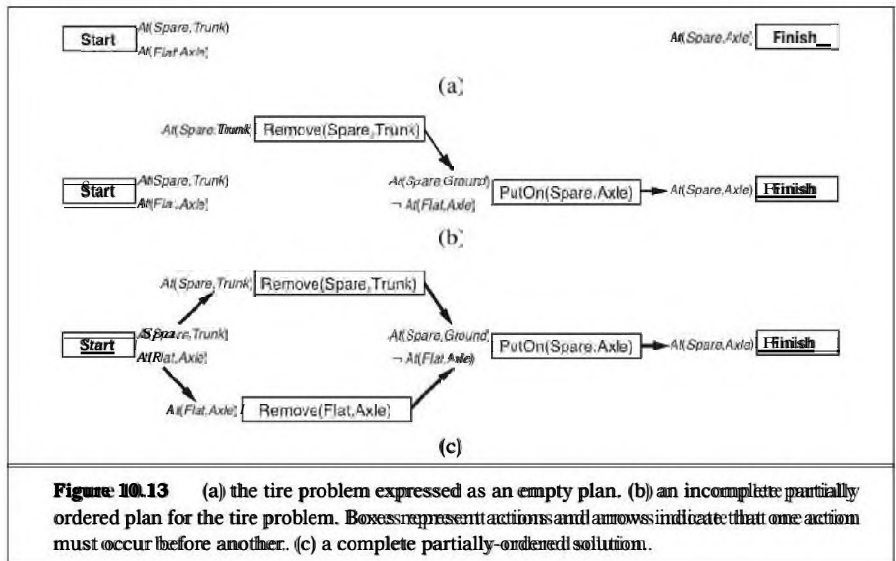 At(Spare,Trunk)
Start
At(Flat,Axle)
At(Spare,Axle) Finish
(a)
At(Spare,Trunk) Remove(Spare,Trunk)
Start
At(Spare,Trunk)
At(Flat,Axle)
At(Spare,Ground)
¬ At(Flat,Axle)
PutOn(Spare,Axle)
At(Spare,Axle) Finish
(b)
At(Spare,Trunk) Remove(Spare,Trunk)
Start
At(Spare,Trunk)
At(Flat,Axle)
At(Spare,Ground)
¬ At(Flat,Axle)
PutOn(Spare,Axle)
At(Spare,Axle) Finish
At(Flat,Axle) Remove(Flat,Axle)
(c)
Figure 10.13 (a) the tire problem expressed as an empty plan. (b) an incomplete partially
ordered plan for the tire problem. Boxes represent actions and arrows indicate that one action
must occur before another. (c) a complete partially-ordered solution.